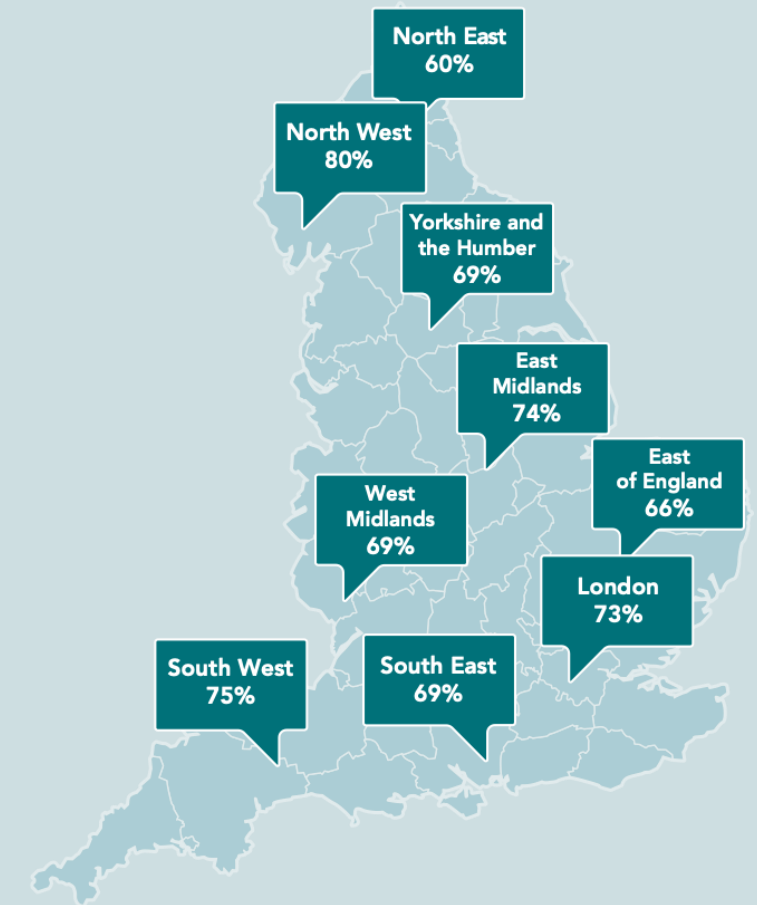 North East
60%
North West
80%
Yorkshire and
the Humber
69%
East
Midlands
74%
East
of England
66%
West
Midlands
69%
London
73%
South West
75%
South East
69%